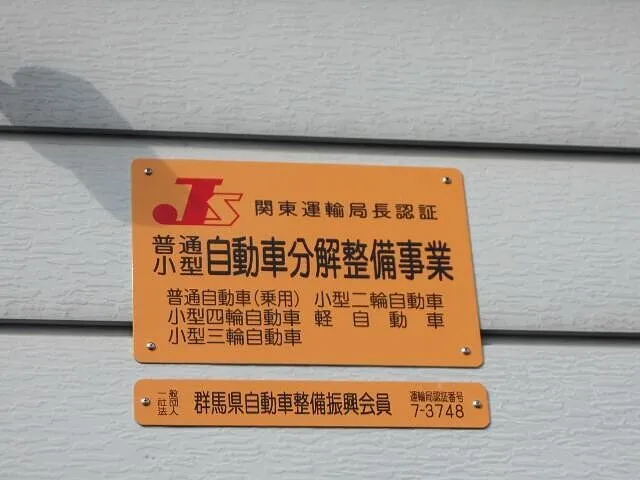 JS 関東運輸局長認証
普通
小型 自動車分解整備事業
普通自動車(乗用) 小型二輪自動車
小型四輪自動車 軽自動車
小型三輪自動車
一般
社団
法人 群馬県自動車整備振興会員 運輸局認証番号
7-3748